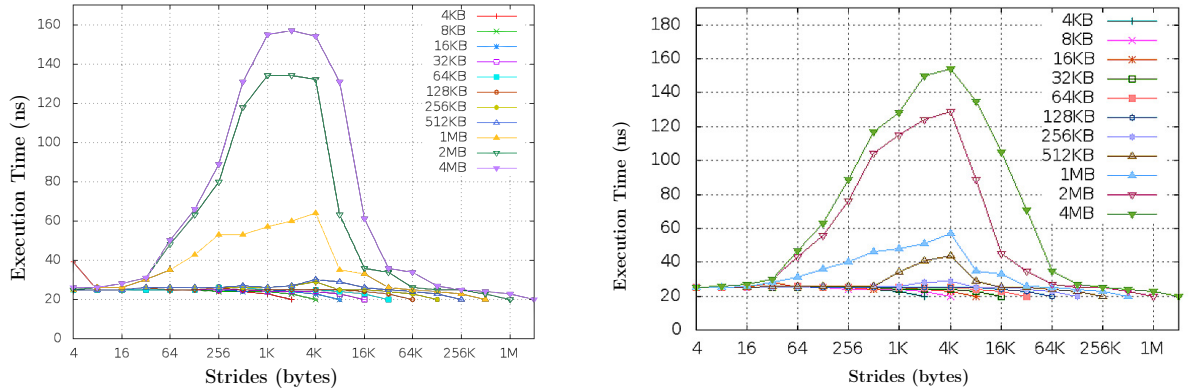 160
140
120
100
80
60
40
20
0
Execution Time (ns)
4KB
8KB
16KB
32KB
64KB
128KB
256KB
512KB
1MB
2MB
4MB
4 16 64 256 1K 4K 16K 64K 256K 1M
Strides (bytes)
180
160
140
120
100
80
60
40
20
0
Execution Time (ns)
4KB
8KB
16KB
32KB
64KB
128KB
256KB
512KB
1MB
2MB
4MB
4 16 64 256 1K 4K 16K 64K 256K 1M
Strides (bytes)